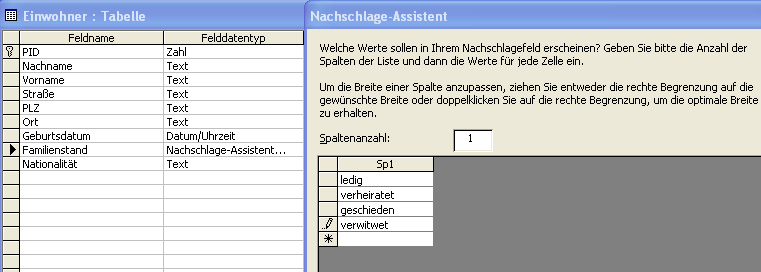 Einwohner : Tabelle
Feldname Felddatentyp
PID Zahl
Nachname Text
Vorname Text
Straße Text
PLZ Text
Ort Text
Geburtsdatum Datum/Uhrzeit
Familienstand Nachschlage-Assistent...
Nationalität Text
Nachschlage-Assistent
Welche Werte sollen in Ihrem Nachschlagefeld erscheinen? Geben Sie bitte die Anzahl der
Spalten der Liste und dann die Werte für jede Zelle ein.
Um die Breite einer Spalte anzupassen, ziehen Sie entweder die rechte Begrenzung auf die
gewünschte Breite oder doppelklicken Sie auf die rechte Begrenzung, um die optimale Breite
zu erhalten.
Spaltenanzahl: 1
Sp1
ledig
verheiratet
geschieden
verwitwet